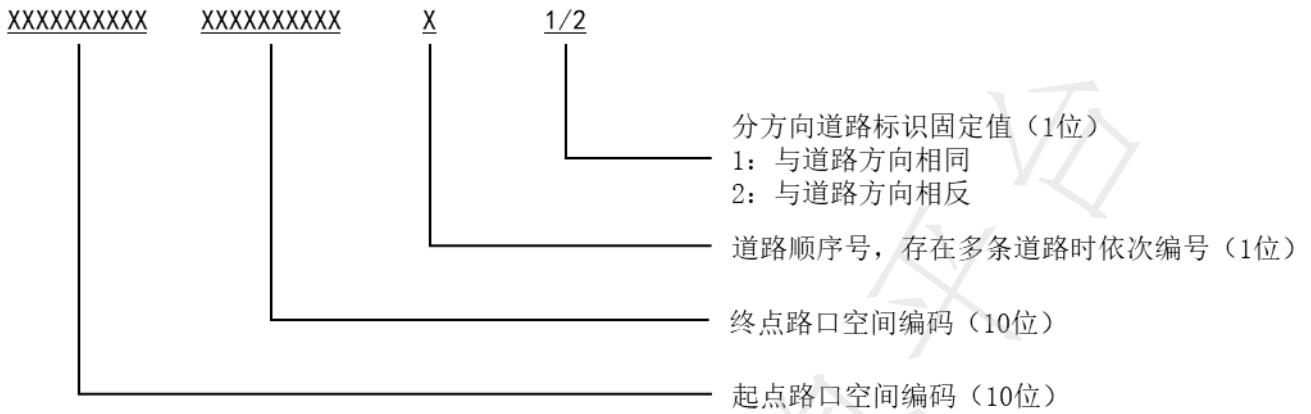 XXXXXXXXXX XXXXXXXXXX X 1/2
分方向道路标识固定值（1位）
1：与道路方向相同
2：与道路方向相反
道路顺序号，存在多条道路时依次编号（1位）
终点路口空间编码（10位）
起点路口空间编码（10位）